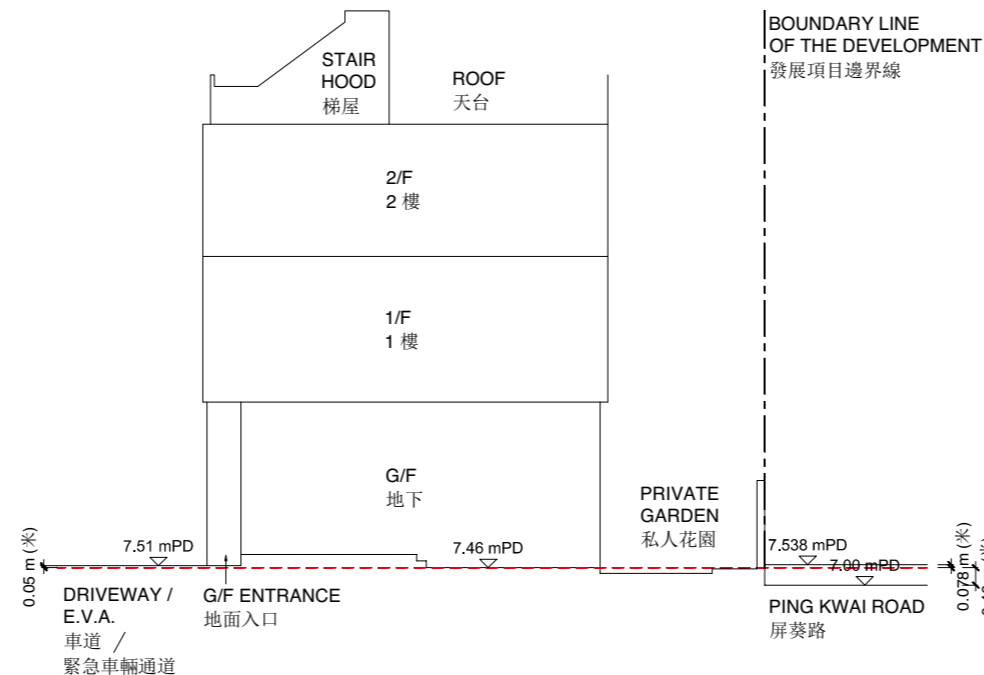 BOUNDARY LINE
OF THE DEVELOPMENT
發展項目邊界線
STAIR
HOOD
梯屋
ROOF
天台
2/F
2 樓
1/F
1 樓
G/F
地下
PRIVATE
GARDEN
私人花園
7.51 mPD
7.46 mPD
7.538 mPD
7.00 mPD
0.05 m (米)
0.078 m (米)
DRIVEWAY /
E.V.A.
車道 /
緊急車輛通道
G/F ENTRANCE
地面入口
PING KWAI ROAD
屏葵路